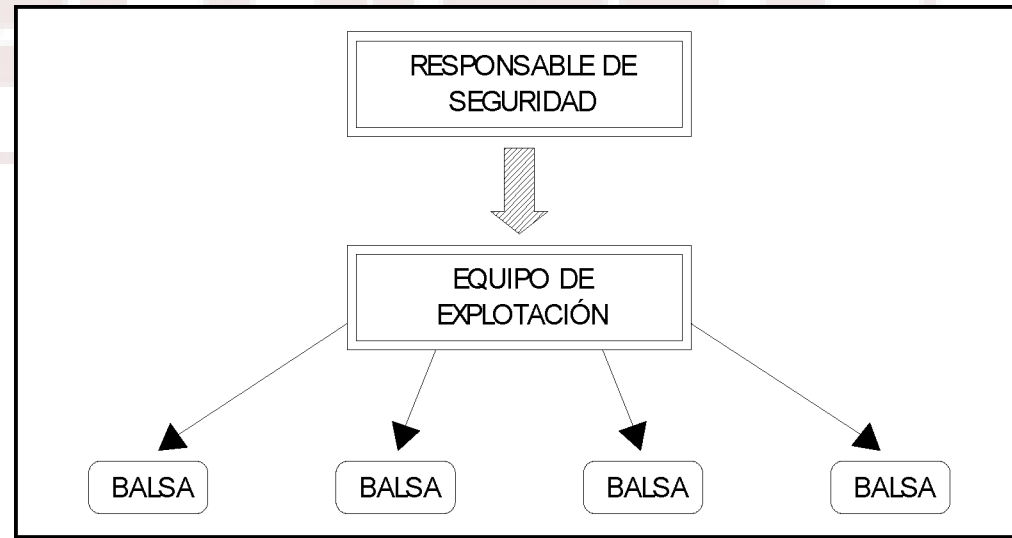 RESPONSABLE DE
SEGURIDAD
EQUIPO DE
EXPLOTACIÓN
BALSA
BALSA
BALSA
BALSA